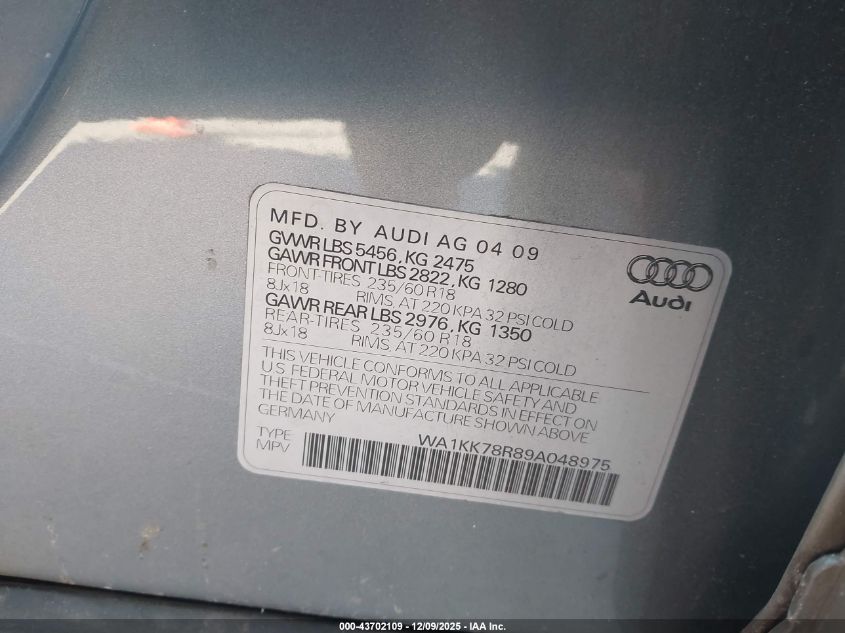 MFD. BY AUDI AG 04 09
GVWR LBS 5456, KG 2475
GAWR FRONT LBS 2822, KG 1280
FRONT-TIRES 235/60 R18
8Jx18 RIMS, AT 220 KPA 32 PSI COLD
GAWR REAR LBS 2976, KG 1350
REAR-TIRES 235/60 R18
8Jx18 RIMS, AT 220 KPA 32 PSI COLD
Audi
THIS VEHICLE CONFORMS TO ALL APPLICABLE
U.S. FEDERAL MOTOR VEHICLE SAFETY AND
THEFT PREVENTION STANDARDS IN EFFECT ON
THE DATE OF MANUFACTURE SHOWN ABOVE
GERMANY
TYPE WA1KK78R89A048975
MPV
000-43702109 - 12/09/2025 - IAA Inc.